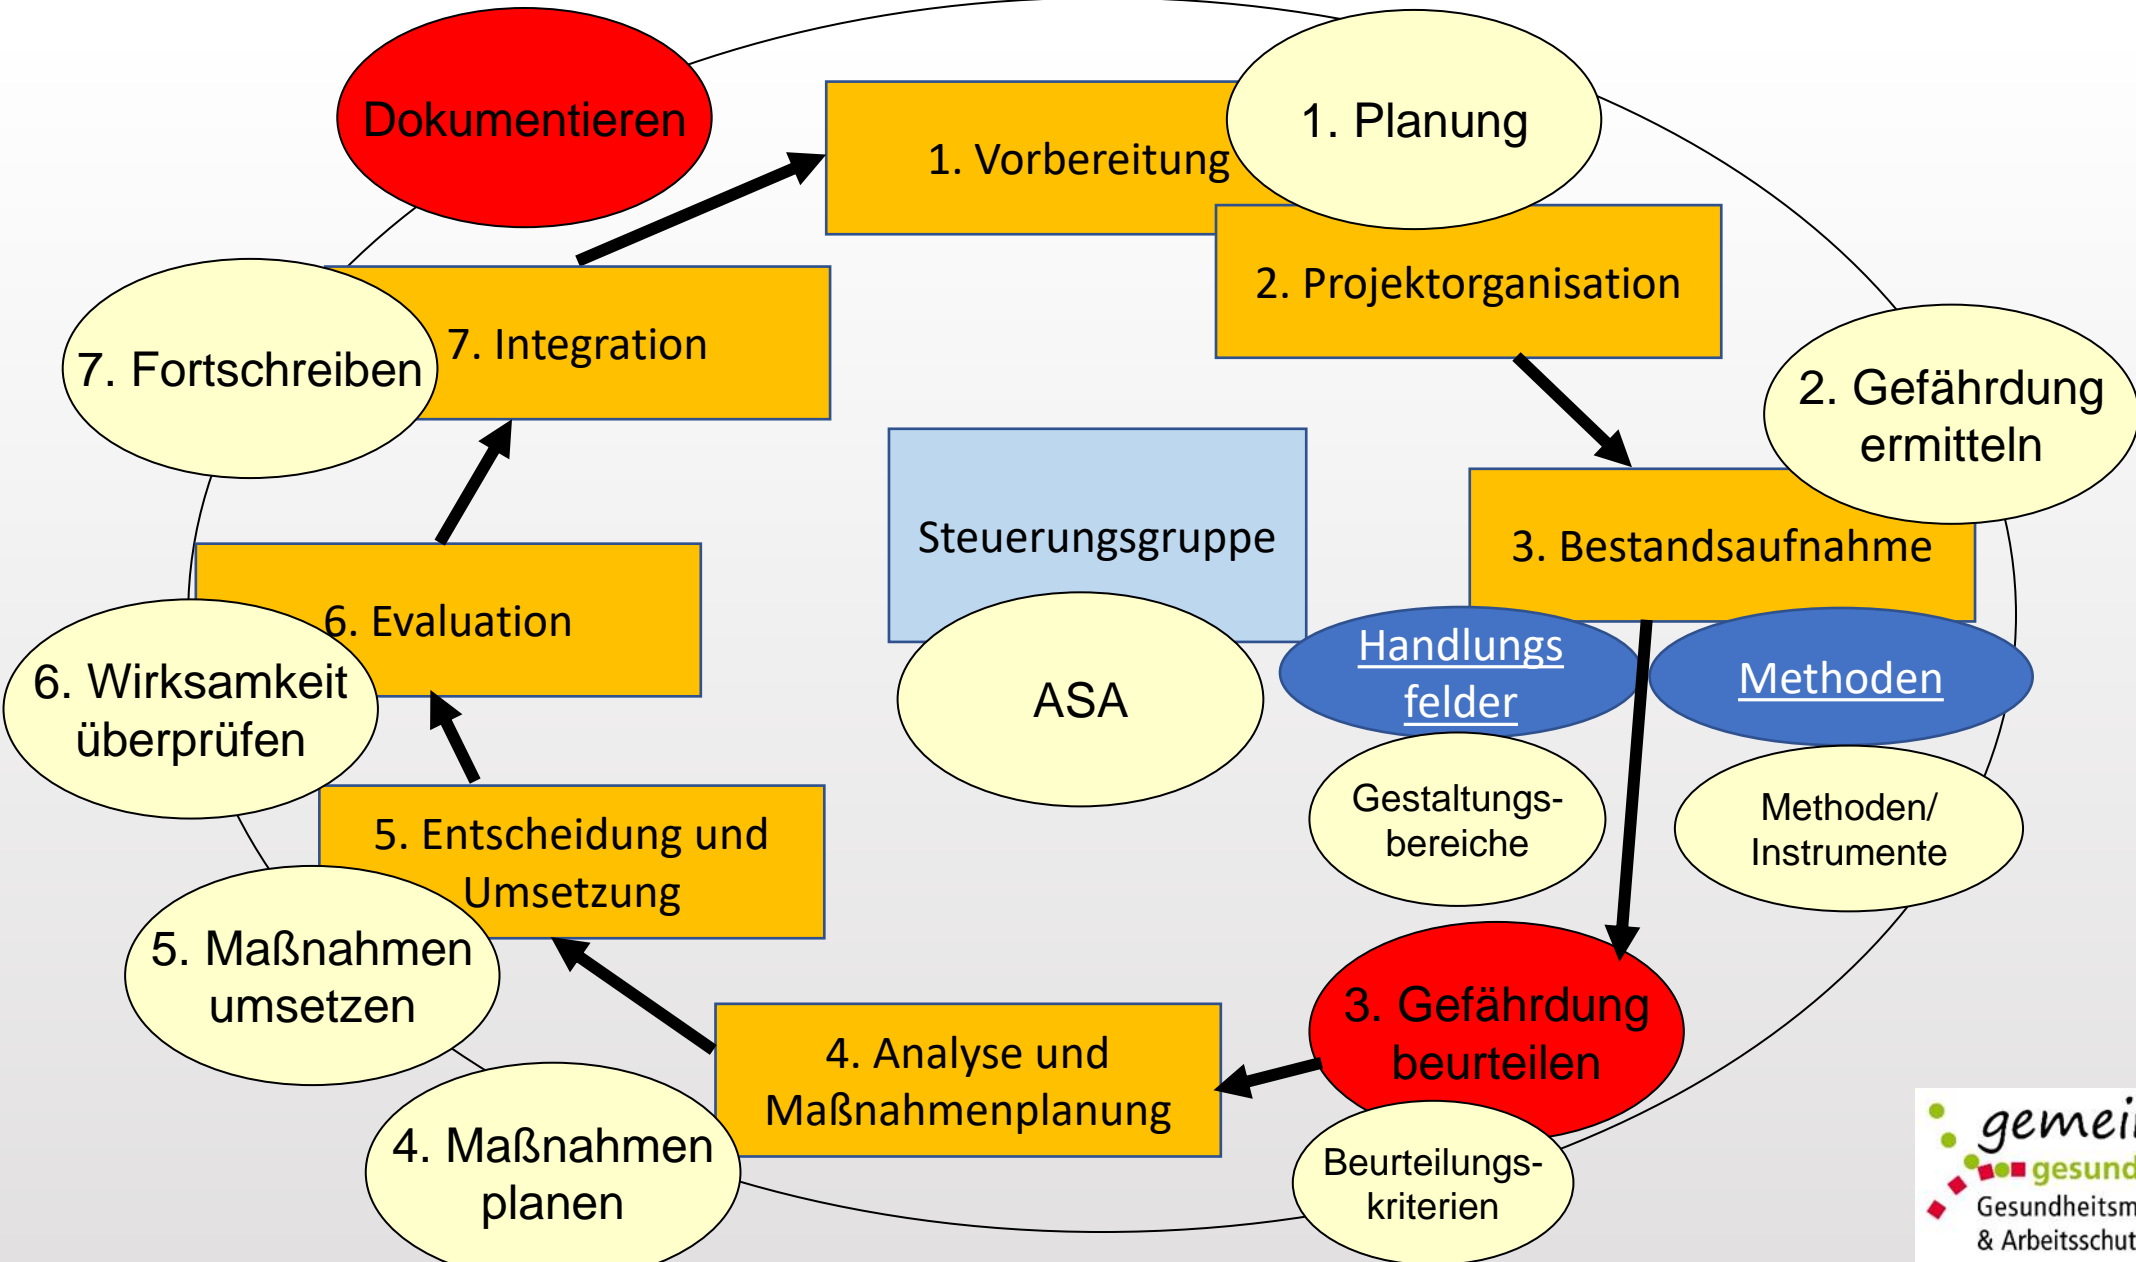 Dokumentieren
1. Vorbereitung
1. Planung
2. Projektorganisation
7. Fortschreiben
7. Integration
2. Gefährdung
ermitteln
Steuerungsgruppe
ASA
3. Bestandsaufnahme
Handlungs
felder
Methoden
Gestaltungs-
bereiche
Methoden/
Instrumente
6. Evaluation
6. Wirksamkeit
überprüfen
5. Entscheidung und
Umsetzung
5. Maßnahmen
umsetzen
3. Gefährdung
beurteilen
4. Analyse und
Maßnahmenplanung
4. Maßnahmen
planen
Beurteilungs-
kriterien
gesund
Gesundheitsm
& Arbeitsschut